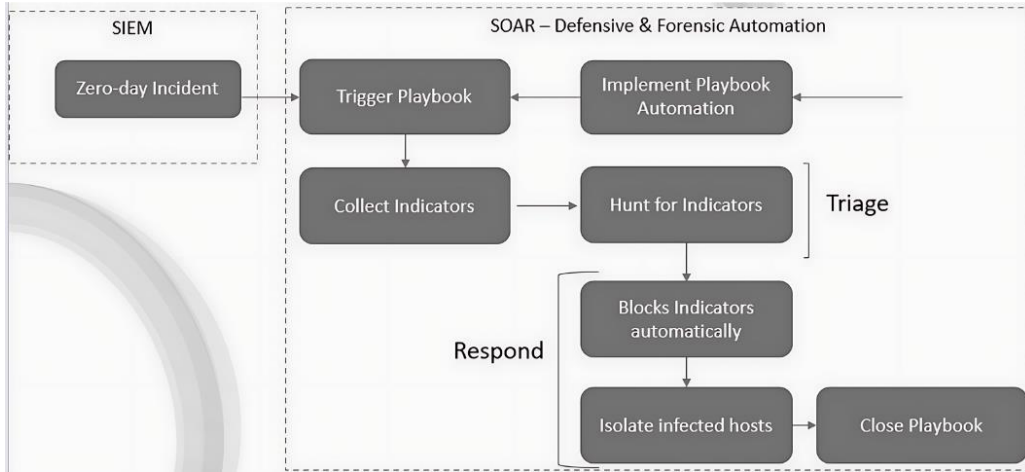 SIEM
SOAR – Defensive & Forensic Automation
Zero-day Incident
Trigger Playbook
Implement Playbook
Automation
Collect Indicators
Hunt for Indicators
Triage
Blocks Indicators
automatically
Respond
Isolate infected hosts
Close Playbook